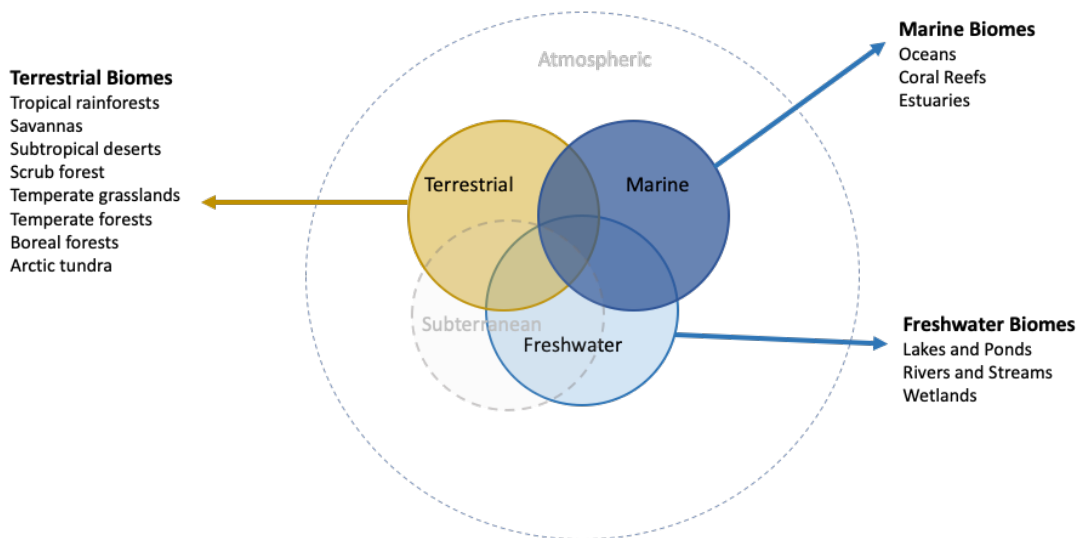 Atmospheric
Terrestrial Biomes
Tropical rainforests
Savannas
Subtropical deserts
Scrub forest
Temperate grasslands
Temperate forests
Boreal forests
Arctic tundra
Terrestrial
Marine
Subterranean
Freshwater
Marine Biomes
Oceans
Coral Reefs
Estuaries
Freshwater Biomes
Lakes and Ponds
Rivers and Streams
Wetlands